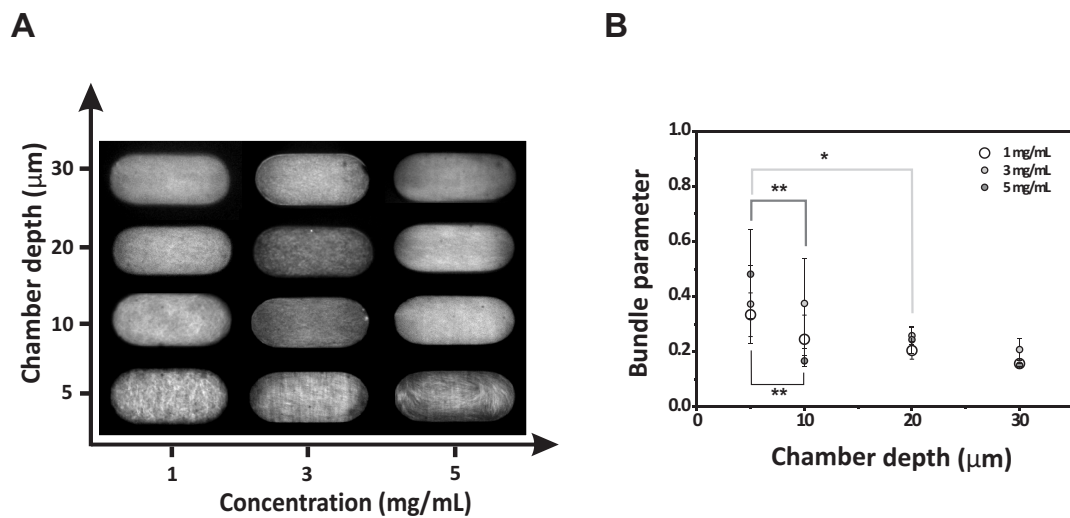 A
B
Chamber depth (µm)
30
20
10
5
1
3
5
Concentration (mg/mL)
Bundle parameter
1.0
0.8
0.6
0.4
0.2
0.0
*
**
**
1 mg/mL
3 mg/mL
5 mg/mL
0
10
20
30
Chamber depth (µm)